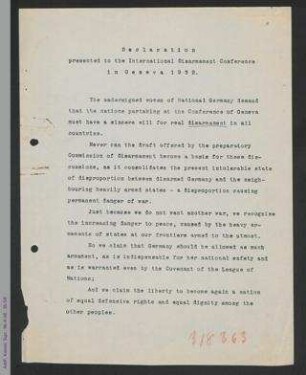 Declaration
presented to the International Disarmament Conference
in Geneva 1932.
The undersigned women of National Germany demand
that the nations partaking at the Conference of Geneva
must have a sincere will for real disarmament in all
countries.
Never can the draft offered by the preparatory
Commission of disarmament become a basis for these dis-
cussions, as it consolidates the present intolerable state
of disproportion between disarmed Germany and the neigh-
bouring heavily armed states - a disproportion causing
permanent danger of war.
Just because we do not want another war, we recognise
the increasing danger to peace, caused by the heavy ar-
maments of states at our frontiers armed to the utmost.
So we claim that Germany should be allowed as much
armament, as is indispensable for her national safety and
as is warranted even by the Covenant of the League of
Nations;
And we claim the liberty to become again a nation
of equal defensive rights and equal dignity among the
other peoples.
318363